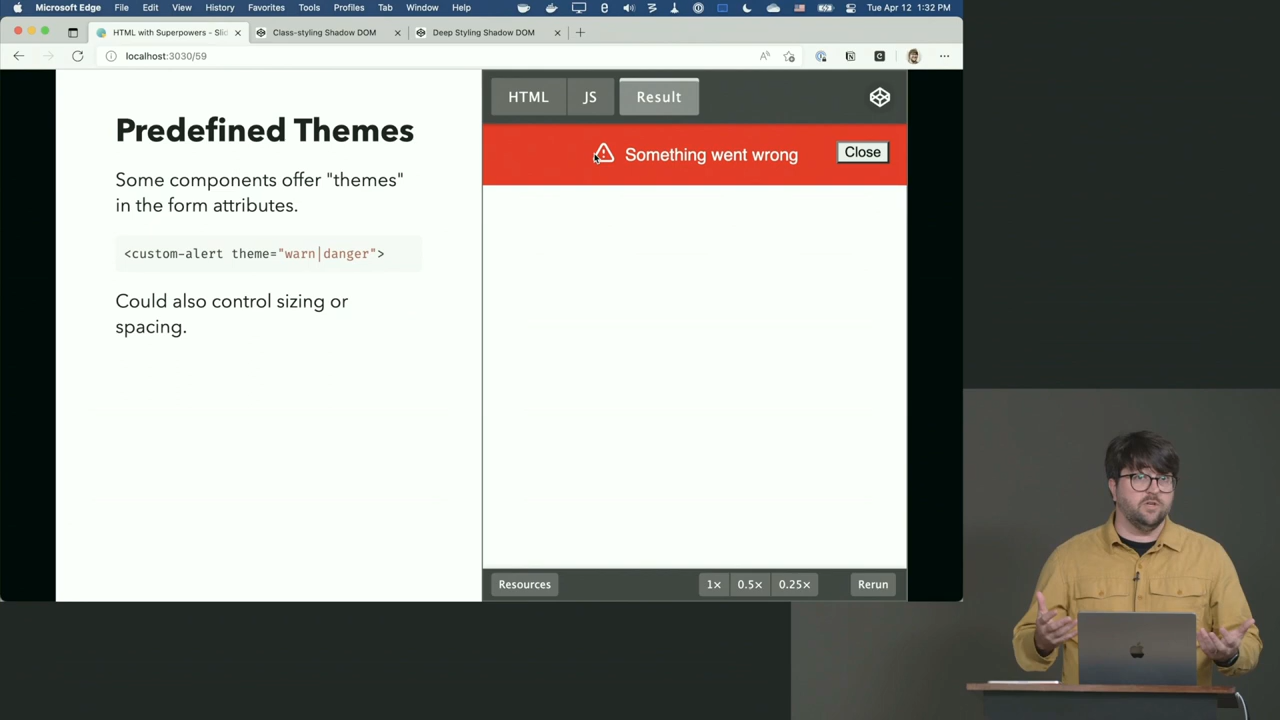 Microsoft Edge File Edit View History Favorites Tools Profiles Tab Window Help Tue Apr 12 1:32 PM
HTML with Superpowers - Slid Class-styling Shadow DOM Deep Styling Shadow DOM
localhost:3030/59
HTML JS Result
Something went wrong Close
Predefined Themes
Some components offer "themes"
in the form attributes.
<custom-alert theme="warn|danger">
Could also control sizing or
spacing.
Resources 1× 0.5× 0.25× Rerun